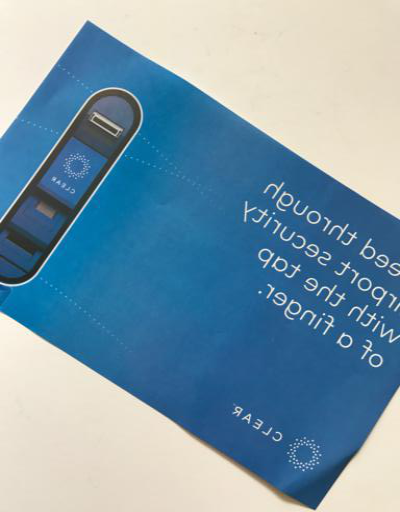 eed through
irport security
with the tap
of a finger.
CLEAR
CLEAR